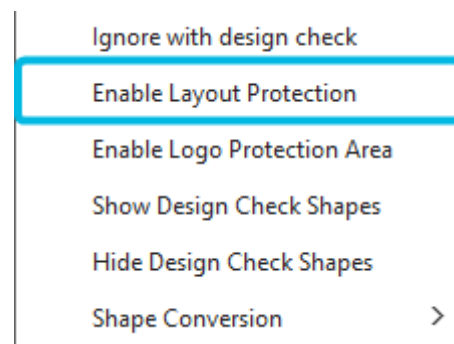 Ignore with design check
Enable Layout Protection
Enable Logo Protection Area
Show Design Check Shapes
Hide Design Check Shapes
Shape Conversion